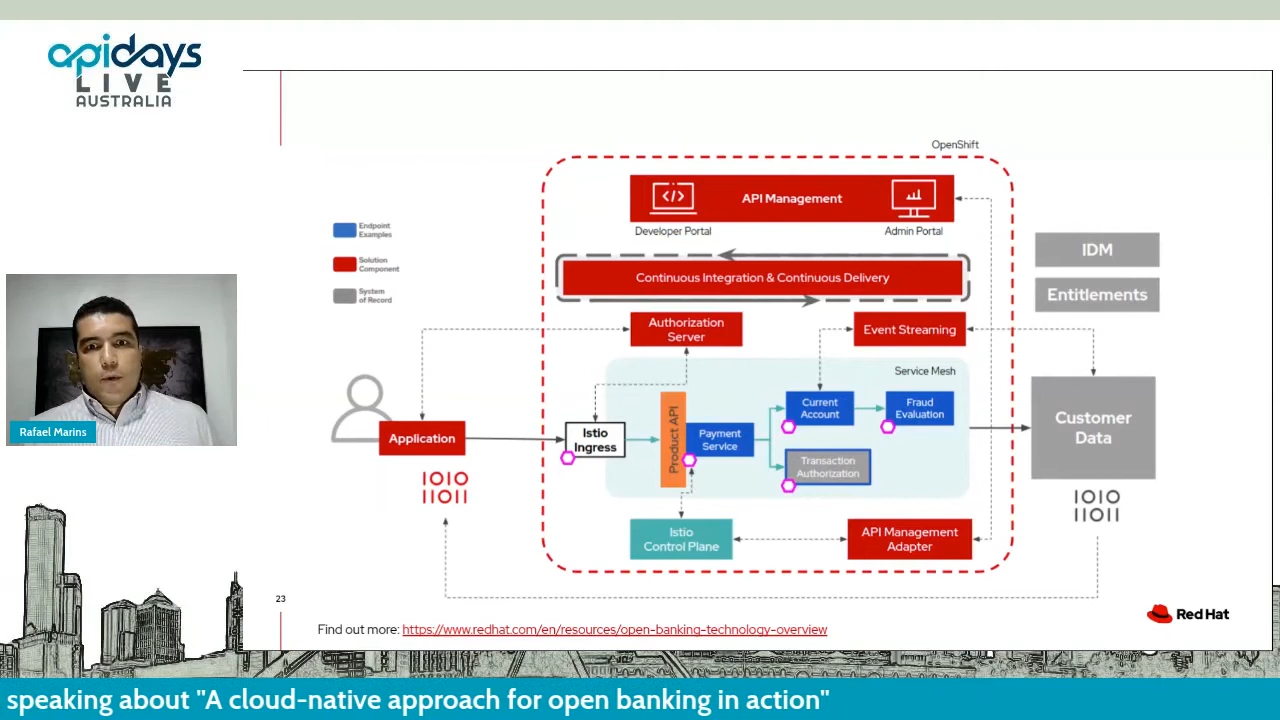 apidays
LIVE
AUSTRALIA
OpenShift
API Management
Developer Portal
Admin Portal
Endpoint
Examples
Solution
Component
System
of Record
Continuous Integration & Continuous Delivery
IDM
Entitlements
Authorization
Server
Event Streaming
Service Mesh
Customer
Data
Application
Istio
Ingress
Product API
Payment
Service
Current
Account
Fraud
Evaluation
Transaction
Authorization
1010
11011
1010
11011
Istio
Control Plane
API Management
Adapter
Rafael Marins
23
Find out more: https://www.redhat.com/en/resources/open-banking-technology-overview
Red Hat
speaking about "A cloud-native approach for open banking in action"